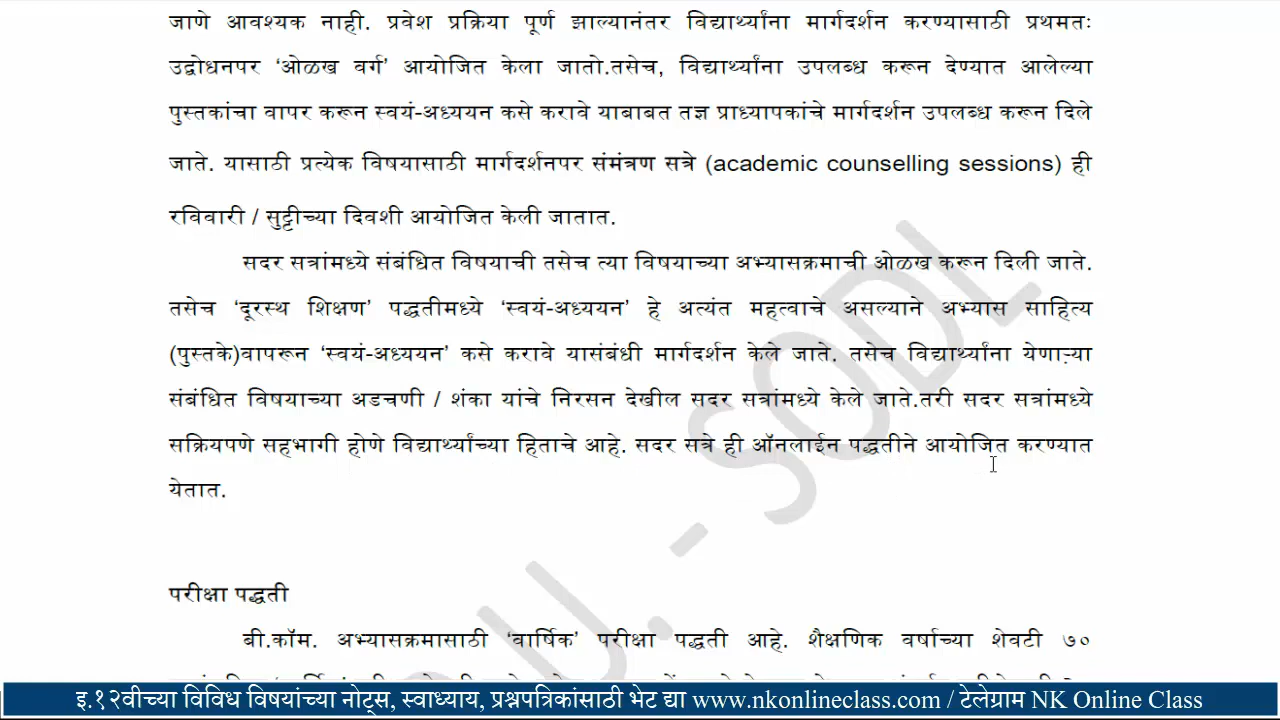 जाणे आवश्यक नाही. प्रवेश प्रक्रिया पूर्ण झाल्यानंतर विद्यार्थ्यांना मार्गदर्शन करण्यासाठी प्रथमतः
उद्बोधनपर ‘ओळख वर्ग’ आयोजित केला जातो.तसेच, विद्यार्थ्यांना उपलब्ध करून देण्यात आलेल्या
पुस्तकांचा वापर करून स्वयं-अध्ययन कसे करावे याबाबत तज्ञ प्राध्यापकांचे मार्गदर्शन उपलब्ध करून दिले
जाते. यासाठी प्रत्येक विषयासाठी मार्गदर्शनपर संमंत्रण सत्रे (academic counselling sessions) ही
रविवारी / सुट्टीच्या दिवशी आयोजित केली जातात.
सदर सत्रांमध्ये संबंधित विषयाची तसेच त्या विषयाच्या अभ्यासक्रमाची ओळख करून दिली जाते.
तसेच ‘दूरस्थ शिक्षण’ पद्धतीमध्ये ‘स्वयं-अध्ययन’ हे अत्यंत महत्वाचे असल्याने अभ्यास साहित्य
(पुस्तके)वापरून ‘स्वयं-अध्ययन’ कसे करावे यासंबंधी मार्गदर्शन केले जाते. तसेच विद्यार्थ्यांना येणाऱ्या
संबंधित विषयाच्या अडचणी / शंका यांचे निरसन देखील सदर सत्रांमध्ये केले जाते.तरी सदर सत्रांमध्ये
सक्रियपणे सहभागी होणे विद्यार्थ्यांच्या हिताचे आहे. सदर सत्रे ही ऑनलाईन पद्धतीने आयोजित करण्यात
येतात.
परीक्षा पद्धती
बी.कॉम. अभ्यासक्रमासाठी ‘वार्षिक’ परीक्षा पद्धती आहे. शैक्षणिक वर्षाच्या शेवटी ७०
U. - SODL
इ.१२वीच्या विविध विषयांच्या नोट्स, स्वाध्याय, प्रश्नपत्रिकांसाठी भेट द्या www.nkonlineclass.com / टेलेग्राम NK Online Class